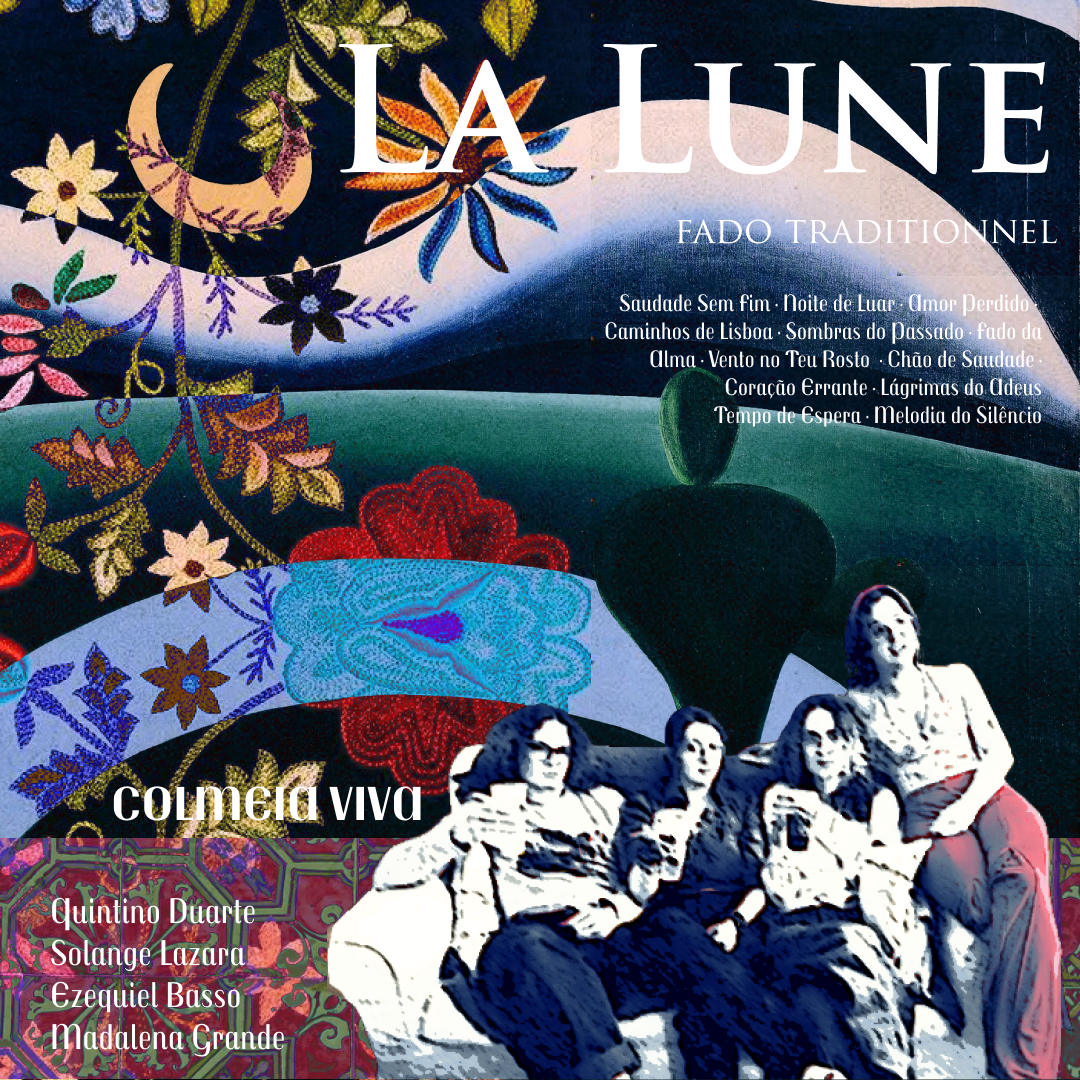 LA LUNE
FADO TRADITIONNEL
Saudade Sem Fim · Noite de Luar · Amor Perdido ·
Caminhos de Lisboa · Sombras do Passado · Fado da
Alma · Vento no Teu Rosto · Chão de Saudade ·
Coração Errante · Lágrimas do Adeus
Tempo de Espera · Melodia do Silêncio
COLMEIA VIVA
Quintino Duarte
Solange Lazara
Ezequiel Basso
Madalena Grande